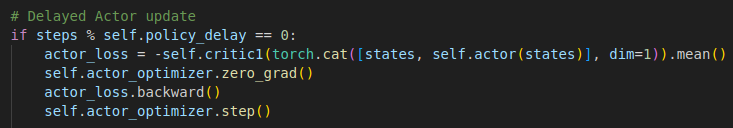 # Delayed Actor update
if steps % self.policy_delay == 0:
    actor_loss = -self.critic1(torch.cat([states, self.actor(states)], dim=1)).mean()
    self.actor_optimizer.zero_grad()
    actor_loss.backward()
    self.actor_optimizer.step()